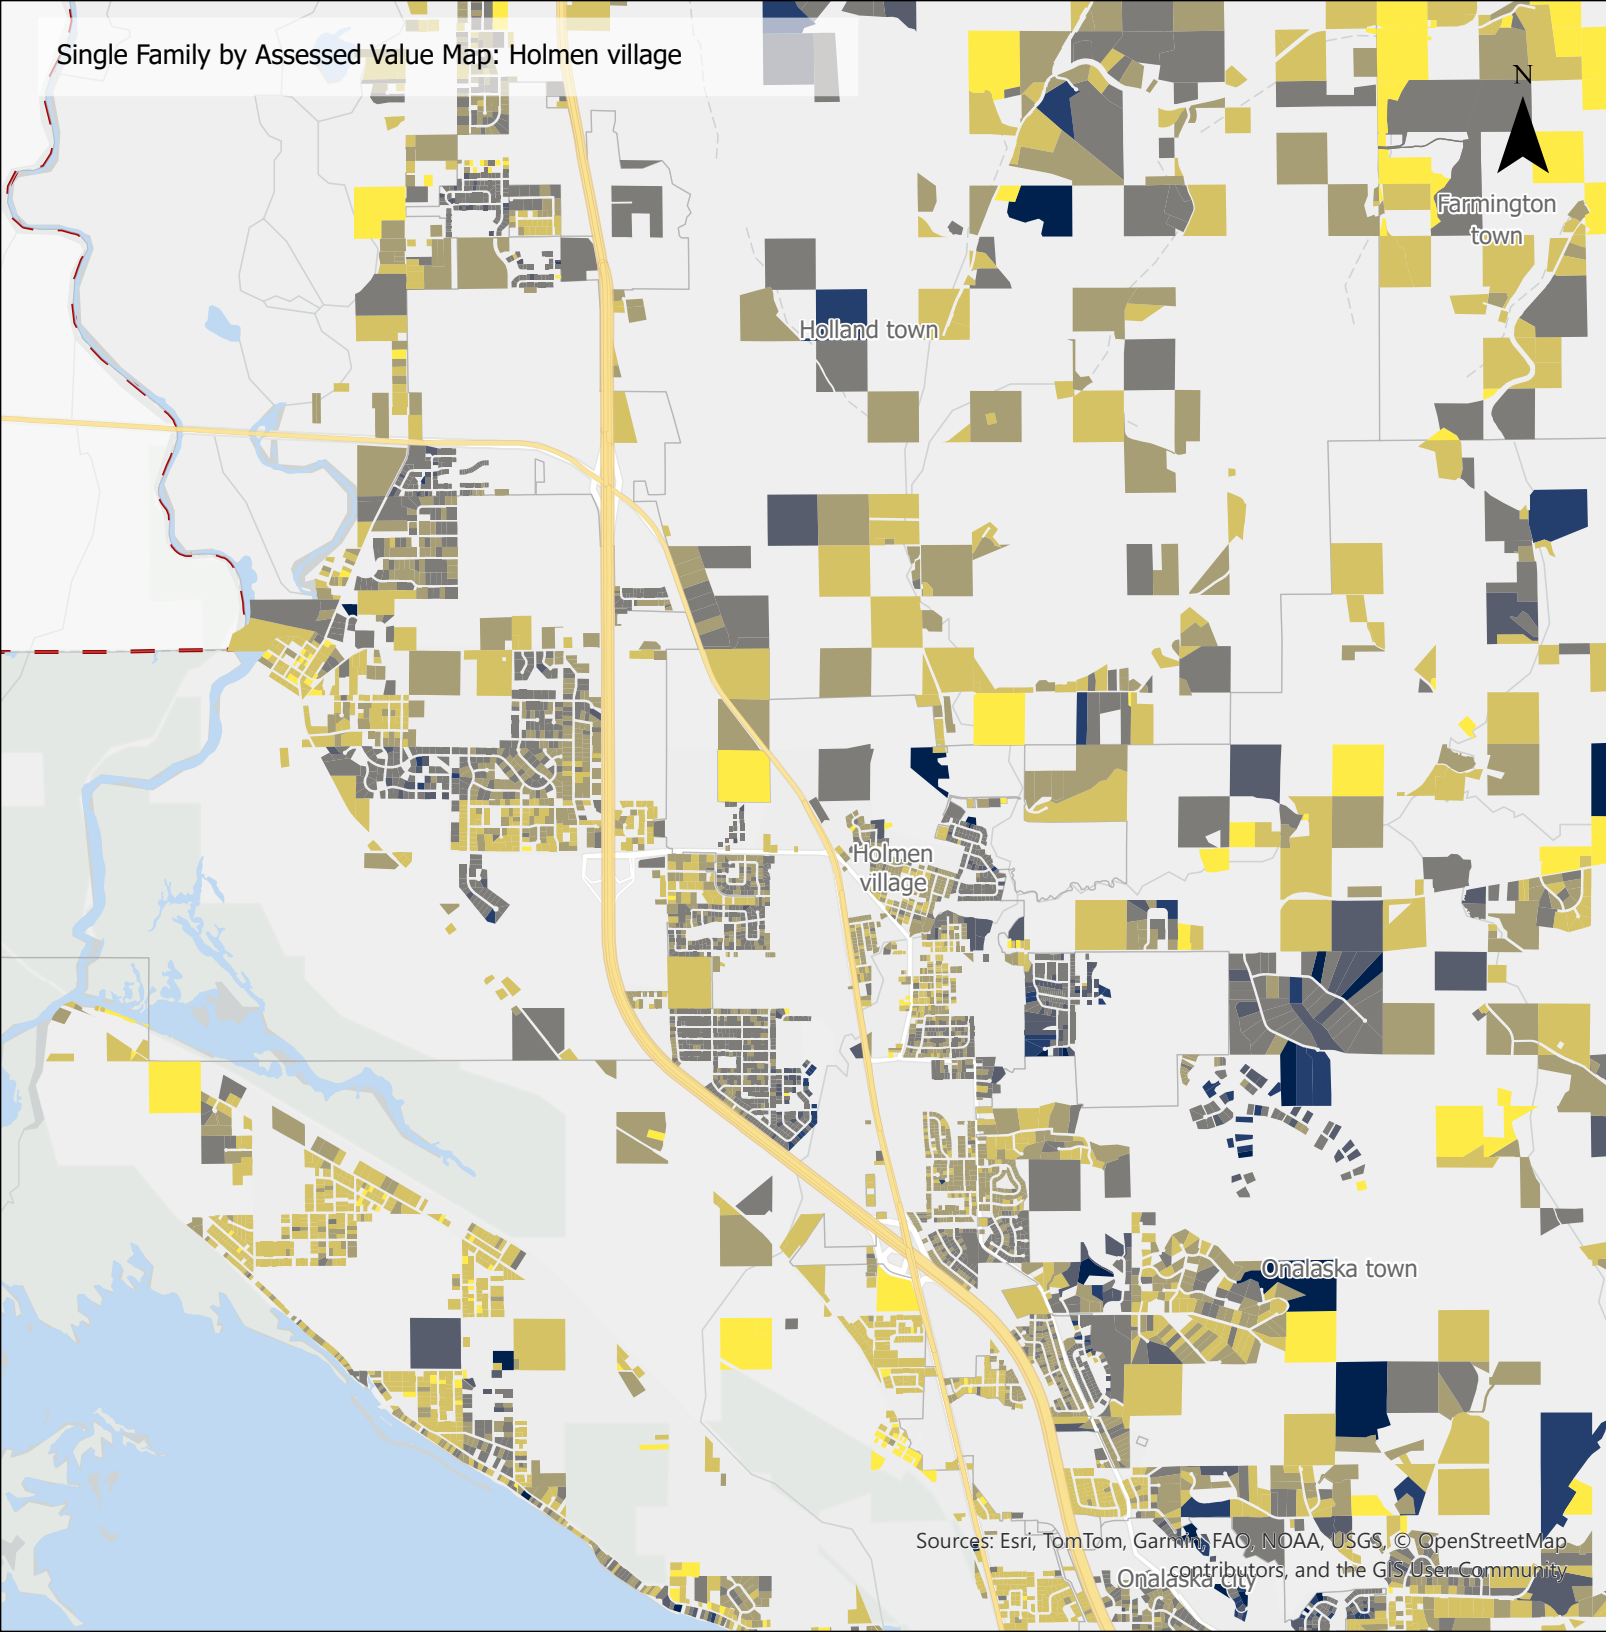 Single Family by Assessed Value Map: Holmen village
N
Farmington
town
Holland town
Holmen
village
Onalaska town
Sources: Esri, TomTom, Garmin, FAO, NOAA, USGS, © OpenStreetMap
contributors, and the GIS User Community
Onalaska city